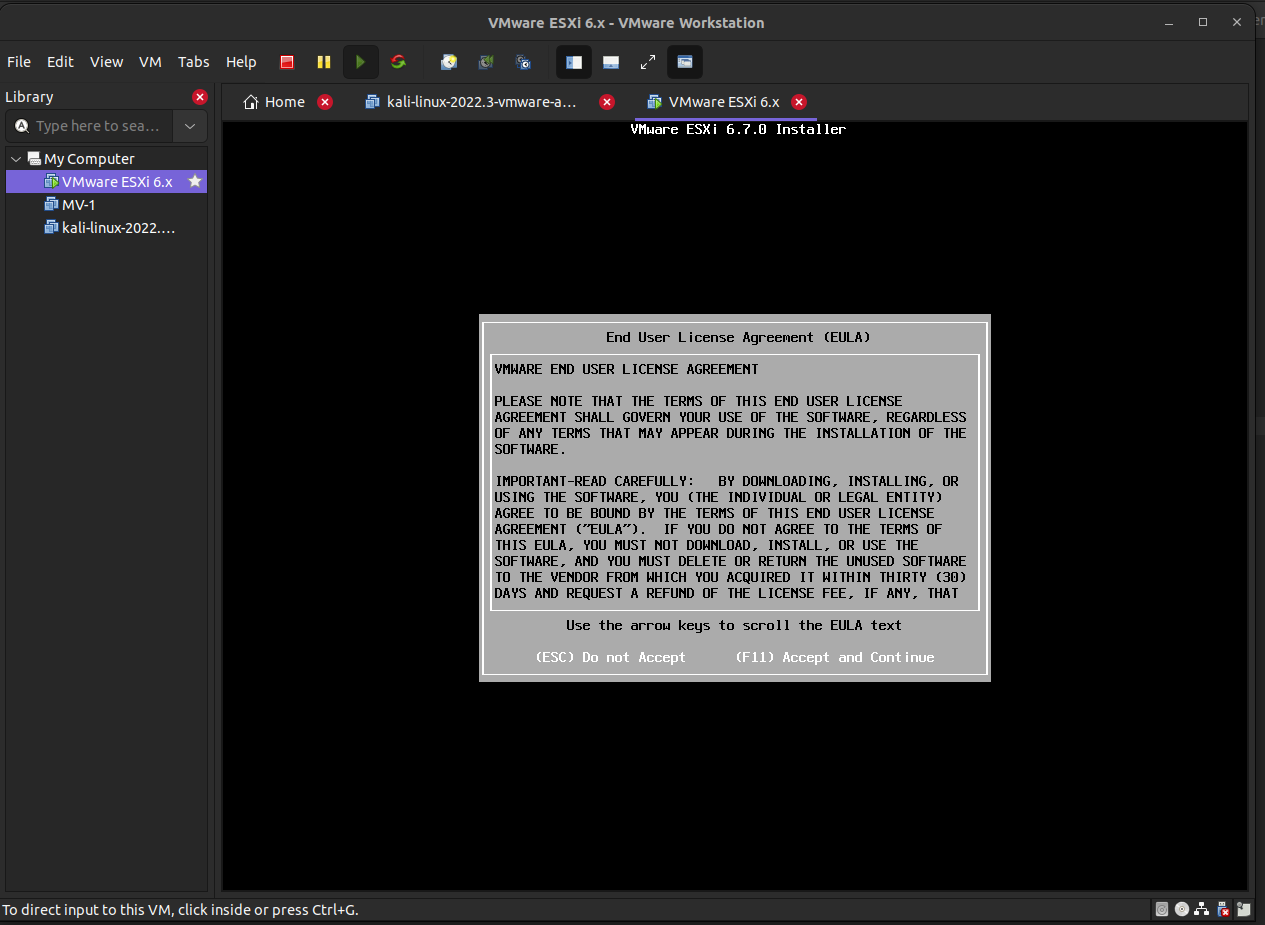 VMware ESXi 6.x - VMware Workstation
File Edit View VM Tabs Help
Library
Type here to sea...
My Computer
VMware ESXi 6.x
MV-1
kali-linux-2022....
Home
kali-linux-2022.3-vmware-a...
VMware ESXi 6.x
VMware ESXi 6.7.0 Installer
End User License Agreement (EULA)
VMWARE END USER LICENSE AGREEMENT
PLEASE NOTE THAT THE TERMS OF THIS END USER LICENSE
AGREEMENT SHALL GOVERN YOUR USE OF THE SOFTWARE, REGARDLESS
OF ANY TERMS THAT MAY APPEAR DURING THE INSTALLATION OF THE
SOFTWARE.
IMPORTANT-READ CAREFULLY: BY DOWNLOADING, INSTALLING, OR
USING THE SOFTWARE, YOU (THE INDIVIDUAL OR LEGAL ENTITY)
AGREE TO BE BOUND BY THE TERMS OF THIS END USER LICENSE
AGREEMENT ("EULA"). IF YOU DO NOT AGREE TO THE TERMS OF
THIS EULA, YOU MUST NOT DOWNLOAD, INSTALL, OR USE THE
SOFTWARE, AND YOU MUST DELETE OR RETURN THE UNUSED SOFTWARE
TO THE VENDOR FROM WHICH YOU ACQUIRED IT WITHIN THIRTY (30)
DAYS AND REQUEST A REFUND OF THE LICENSE FEE, IF ANY, THAT
Use the arrow keys to scroll the EULA text
(ESC) Do not Accept (F11) Accept and Continue
To direct input to this VM, click inside or press Ctrl+G.